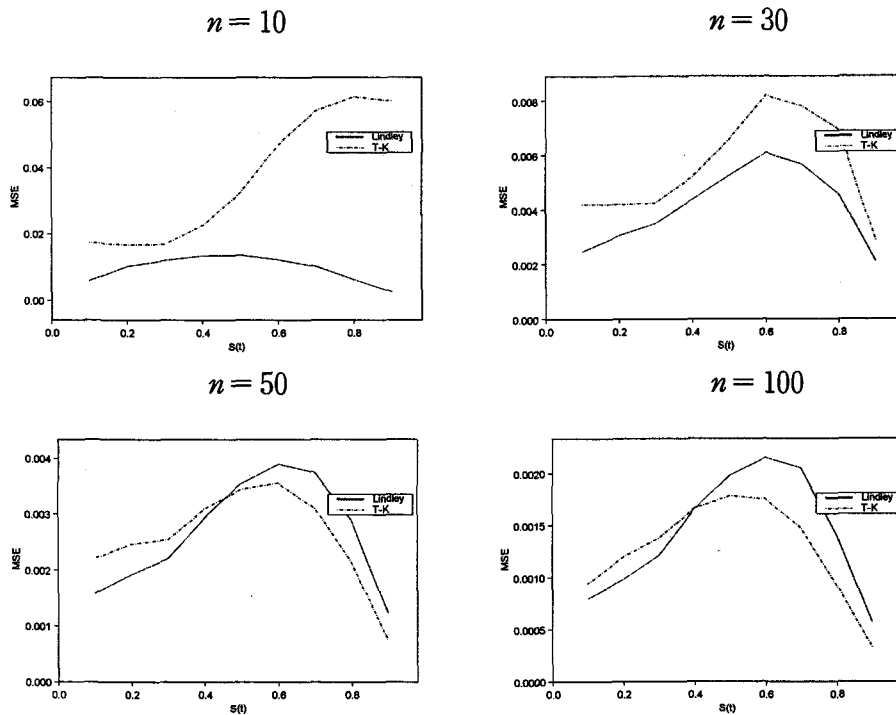 n = 10
MSE
0.06
0.04
0.02
0.00
Lindley
T-K
0.0
0.2
0.4
0.6
0.8
S(t)
n = 30
MSE
0.008
0.006
0.004
0.002
0.000
Lindley
T-K
0.0
0.2
0.4
0.6
0.8
S(t)
n = 50
MSE
0.004
0.003
0.002
0.001
0.000
Lindley
T-K
0.0
0.2
0.4
0.6
0.8
S(t)
n = 100
MSE
0.0020
0.0015
0.0010
0.0005
0.0000
Lindley
T-K
0.0
0.2
0.4
0.6
0.8
S(t)